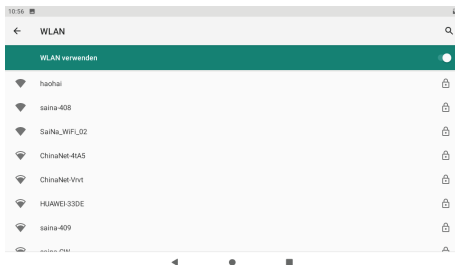 10:56
WLAN
WLAN verwenden
haohai
saina-408
SaiNa_WiFi_02
ChinaNet-4tA5
ChinaNet-Vrvt
HUAWEI-33DE
saina-409